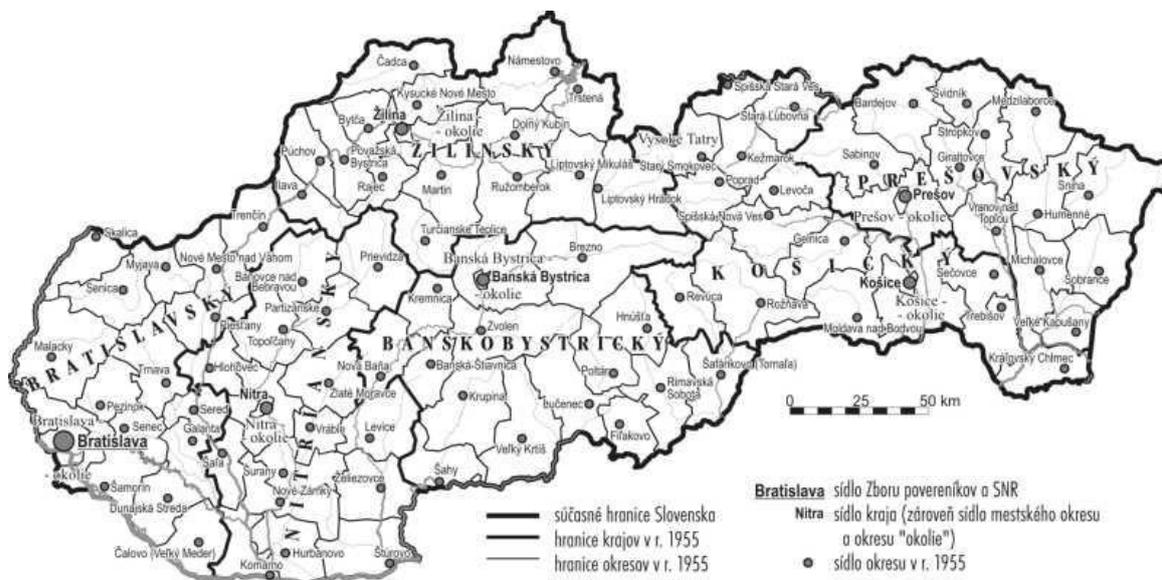 Čadca
Námestovo
Kysucké Nové Mesto
Trstená
Spišská Stará Ves
Bardejov
Svidník
Medzilaborce
Stará Ľubovňa
Bytča
Žilina
Žilina
- okolie
Dolný Kubín
Vysoké Tatry
Stropkov
Púchov
Považská
Bystrica
ŽILINSKÝ
Liptovský Mikuláš
Starý Smokovec
Kežmarok
Sabinov
Giraltovce
PREŠOVSKÝ
Ilava
Rajec
Martin
Ružomberok
Liptovský Hrádok
Poprad
Levoča
Prešov
Snina
Trenčín
Spišská Nová Ves
Prešov -
okolie
Vranov nad
Topľou
Humenné
Skalica
Turčianske Teplice
Brezno
Gelnica
Nové Mesto nad Váhom
Bánovce nad
Bebravou
Prievidza
Banská Bystrica
- okolie
Banská Bystrica
KOŠICKÝ
Sečovce
Michalovce
Sobrance
Myjava
Senica
Partizánske
Kremnica
Revúca
Rožňava
Košice
Košice -
okolie
Trebišov
Piešťany
Topoľčany
Zvolen
Hnúšťa
Moldava nad Bodvou
Veľké Kapušany
BRATISLAVSKÝ
BANSKOBYSTRICKÝ
Malacky
Hlohovec
Nová Baňa
Banská Štiavnica
Poltár
Šafárikovo (Tornaľa)
Kráľovský Chlmec
Trnava
Zlaté Moravce
Rimavská
Sobota
Pezinok
Sereď
Nitra
Nitra
-okolie
NITRIANSKY
Krupina
Lučenec
Bratislava
- okolie
Bratislava
Senec
Galanta
Vráble
Levice
Fiľakovo
Šaľa
Veľký Krtíš
Šurany
Šahy
Šamorín
Nové Zámky
Želiezovce
Dunajská Streda
Čalovo (Veľký Meder)
Hurbanovo
Komárno
Štúrovo
0 25 50 km
súčasné hranice Slovenska
hranice krajov v r. 1955
hranice okresov v r. 1955
Bratislava sídlo Zboru povereníkov a SNR
Nitra sídlo kraja (zároveň sídla mestského okresu
a okresu "okolie")
sídlo okresu v r. 1955